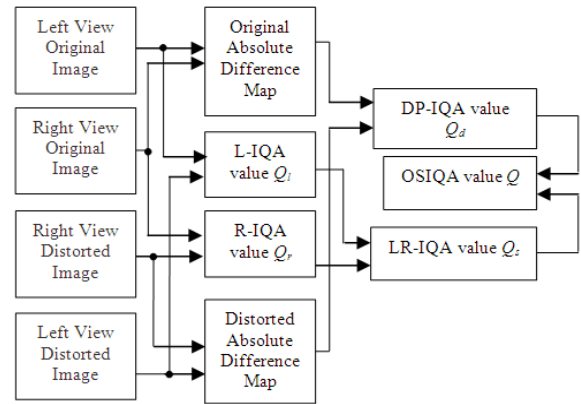 Left View
Original
Image
Original
Absolute
Difference
Map
Right View
Original
Image
L-IQA
value Ql
DP-IQA value
Qd
OSIQA value Q
Right View
Distorted
Image
R-IQA
value Qr
LR-IQA value Qs
Left View
Distorted
Image
Distorted
Absolute
Difference
Map